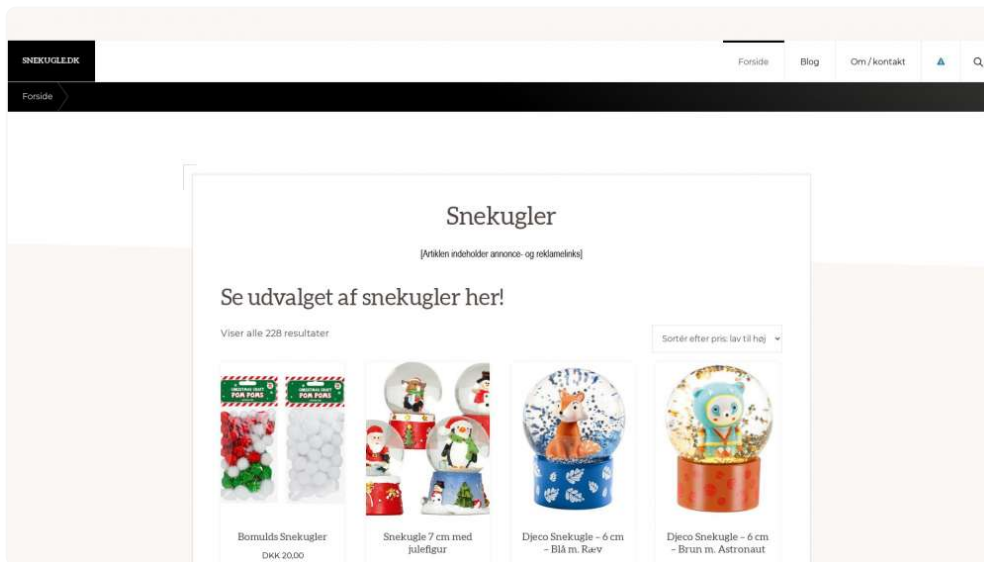 SNEKUGLE.DK
Forside
Blog
Om / kontakt
Forside
Snekugler
[Artiklen indeholder annonce- og reklamelinks]
Se udvalget af snekugler her!
Viser alle 228 resultater
Sortér efter pris: lav til høj
CHRISTMAS CRAFT
POM POMS
CHRISTMAS CRAFT
POM POMS
Bomulds Snekugler
DKK 20,00
Snekugle 7 cm med
julefigur
Djeco Snekugle – 6 cm
– Blå m. Ræv
Djeco Snekugle – 6 cm
– Brun m. Astronaut